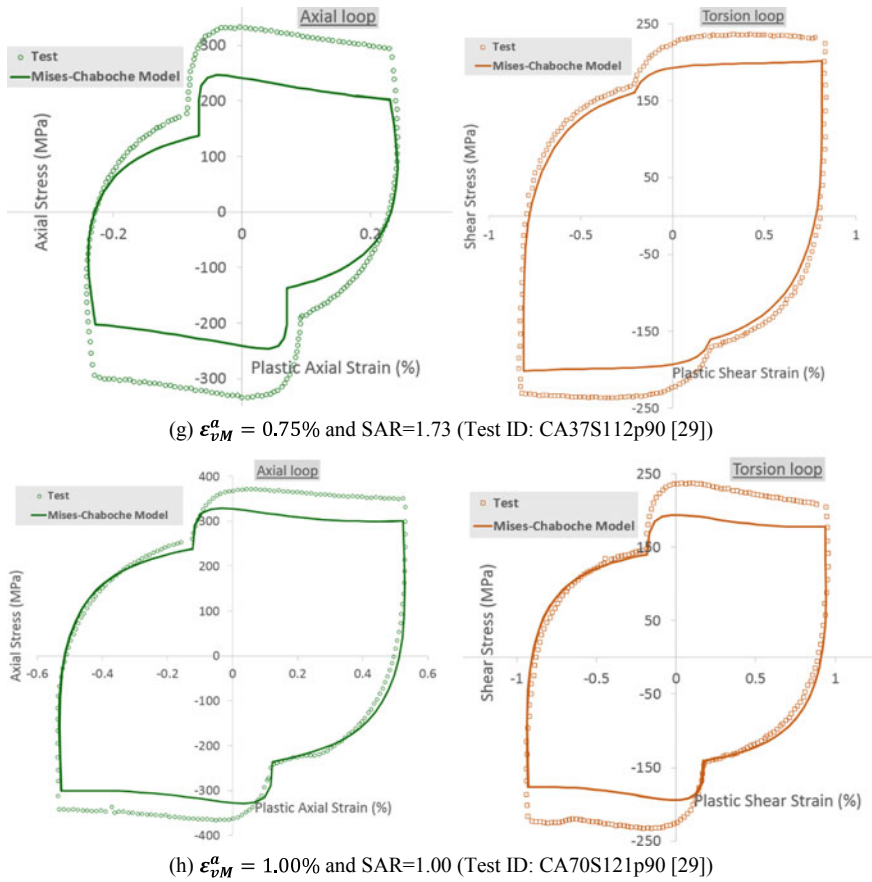 Axial loop
Test
Mises-Chaboche Model
Axial Stress (MPa)
300
200
100
0
-100
-200
-300
-0.2
0
0.2
Plastic Axial Strain (%)
Torsion loop
Test
Mises-Chaboche Model
Shear Stress (MPa)
250
150
50
-50
-150
-250
-1
-0.5
0
0.5
1
Plastic Shear Strain (%)
(g) ε^a_vM = 0.75% and SAR=1.73 (Test ID: CA37S112p90 [29])
Axial loop
Test
Mises-Chaboche Model
Axial Stress (MPa)
400
300
200
100
0
-100
-200
-300
-400
-0.6
-0.4
-0.2
0
0.2
0.4
0.6
Plastic Axial Strain (%)
Torsion loop
Test
Mises-Chaboche Model
Shear Stress (MPa)
250
150
50
-50
-150
-250
-1
-0.5
0
0.5
1
Plastic Shear Strain (%)
(h) ε^a_vM = 1.00% and SAR=1.00 (Test ID: CA70S121p90 [29])